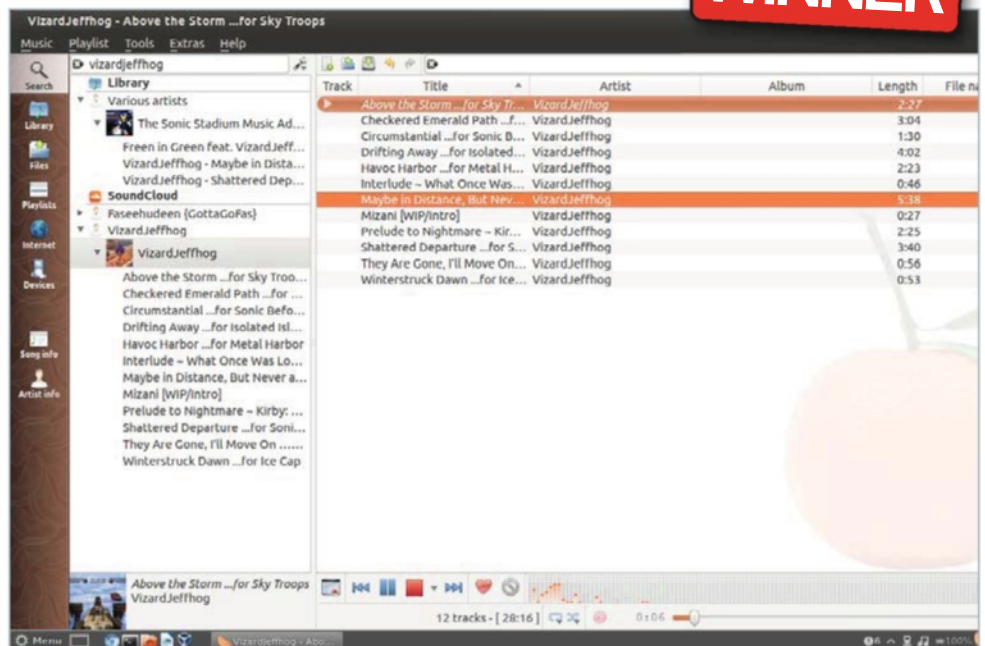 WINNER
VizardJeffhog - Above the Storm ...for Sky Troops
Music Playlist Tools Extras Help
Search
Library
Files
Playlists
Internet
Devices
Song info
Artist info
vizardjeffhog
Library
Various artists
The Sonic Stadium Music Ad...
Freen in Green feat. VizardJeff...
VizardJeffhog - Maybe in Dista...
VizardJeffhog - Shattered Dep...
SoundCloud
Faseehudeen {GottaGoFas}
VizardJeffhog
VizardJeffhog
Above the Storm ...for Sky Troo...
Checkered Emerald Path ...for ...
Circumstantial ...for Sonic Befo...
Drifting Away ...for Isolated Isl...
Havoc Harbor ...for Metal Harbor
Interlude ~ What Once Was Lo...
Maybe in Distance, But Never a...
Mizani [WIP/Intro]
Prelude to Nightmare ~ Kirby: ...
Shattered Departure ...for Soni...
They Are Gone, I'll Move On ......
Winterstruck Dawn ...for Ice Cap
Track Title Artist Album Length File na
Above the Storm ...for Sky Tr... VizardJeffhog 2:27
Checkered Emerald Path ...f... VizardJeffhog 3:04
Circumstantial ...for Sonic B... VizardJeffhog 1:30
Drifting Away ...for Isolated... VizardJeffhog 4:02
Havoc Harbor ...for Metal H... VizardJeffhog 2:23
Interlude ~ What Once Was... VizardJeffhog 0:46
Maybe in Distance, But Nev... VizardJeffhog 5:38
Mizani [WIP/Intro] VizardJeffhog 0:27
Prelude to Nightmare ~ Kir... VizardJeffhog 2:25
Shattered Departure ...for S... VizardJeffhog 3:40
They Are Gone, I'll Move On... VizardJeffhog 0:56
Winterstruck Dawn ...for Ice... VizardJeffhog 0:53
Above the Storm ...for Sky Troops
VizardJeffhog
12 tracks - [ 28:16 ] 0:06
Menu VizardJeffhog - Abo... 6 100%